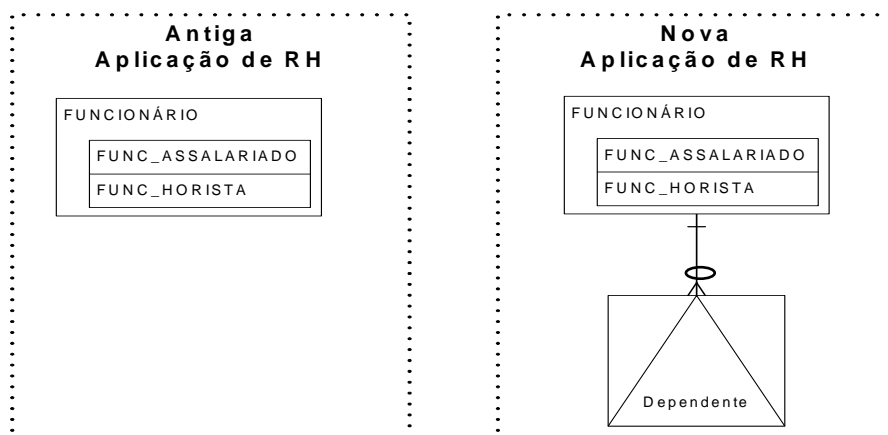 Antiga
Aplicação de RH
FUNCIONÁRIO
FUNC_ASSALARIADO
FUNC_HORISTA
Nova
Aplicação de RH
FUNCIONÁRIO
FUNC_ASSALARIADO
FUNC_HORISTA
Dependente